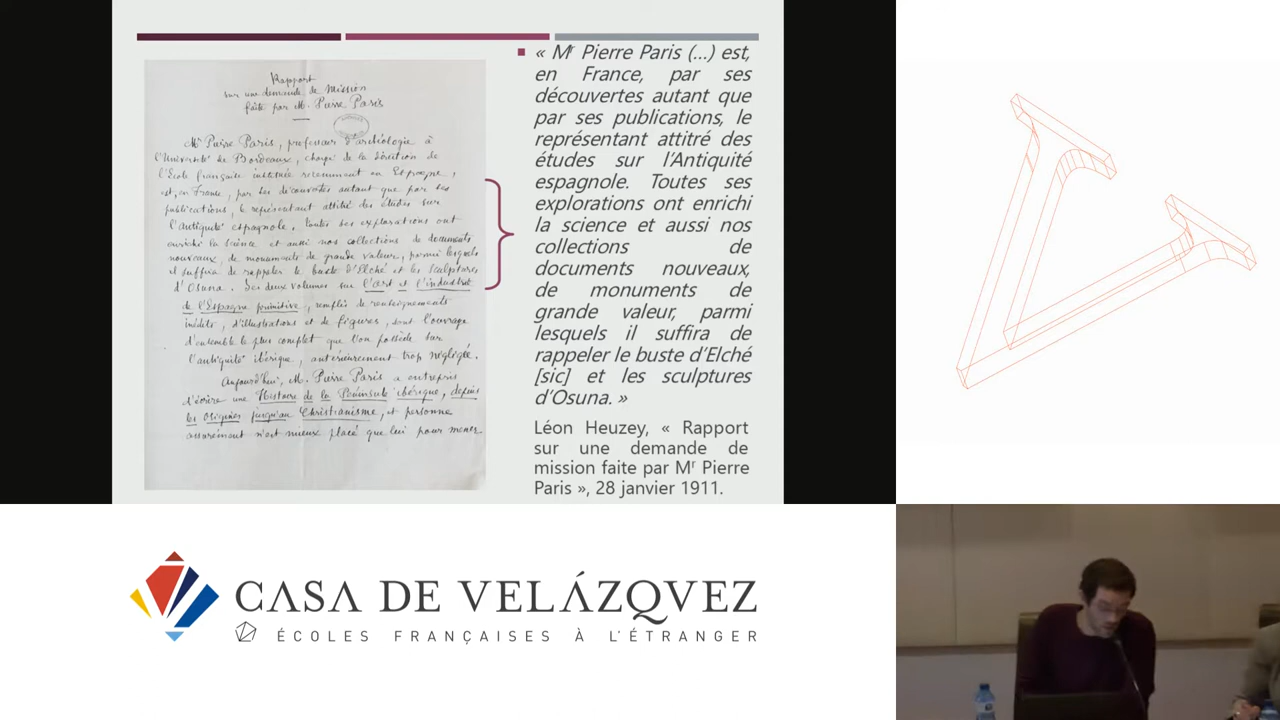 Rapport
sur une demande de mission
faite par M. Pierre Paris
Mr Pierre Paris, professeur d'archéologie à
l'Université de Bordeaux, chargé de la direction de
l'École française instituée récemment en Espagne,
est, en France, par ses découvertes autant que par ses
publications, le représentant attitré des études sur
l'Antiquité espagnole. Toutes ses explorations ont
enrichi la science et aussi nos collections de documents
nouveaux, de monuments de grande valeur, parmi lesquels
il suffira de rappeler le buste d'Elché et les sculptures
d'Osuna. Ses deux volumes sur l'art et l'industrie
de l'Espagne primitive, remplis de renseignements
inédits, d'illustrations et de figures, sont l'ouvrage
d'ensemble le plus complet que l'on possède sur
l'antiquité ibérique, antérieurement trop négligée.
Aujourd'hui, M. Pierre Paris a entrepris
d'écrire une Histoire de la Péninsule ibérique, depuis
les Origines jusqu'au Christianisme, et personne
assurément n'est mieux placé que lui pour mener
« Mʳ Pierre Paris (...) est,
en France, par ses
découvertes autant que
par ses publications, le
représentant attitré des
études sur l'Antiquité
espagnole. Toutes ses
explorations ont enrichi
la science et aussi nos
collections de
documents nouveaux,
de monuments de
grande valeur, parmi
lesquels il suffira de
rappeler le buste d'Elché
[sic] et les sculptures
d'Osuna. »
Léon Heuzey, « Rapport
sur une demande de
mission faite par Mʳ Pierre
Paris », 28 janvier 1911.
CASA DE VELÁZQVEZ
ÉCOLES FRANÇAISES À L'ÉTRANGER